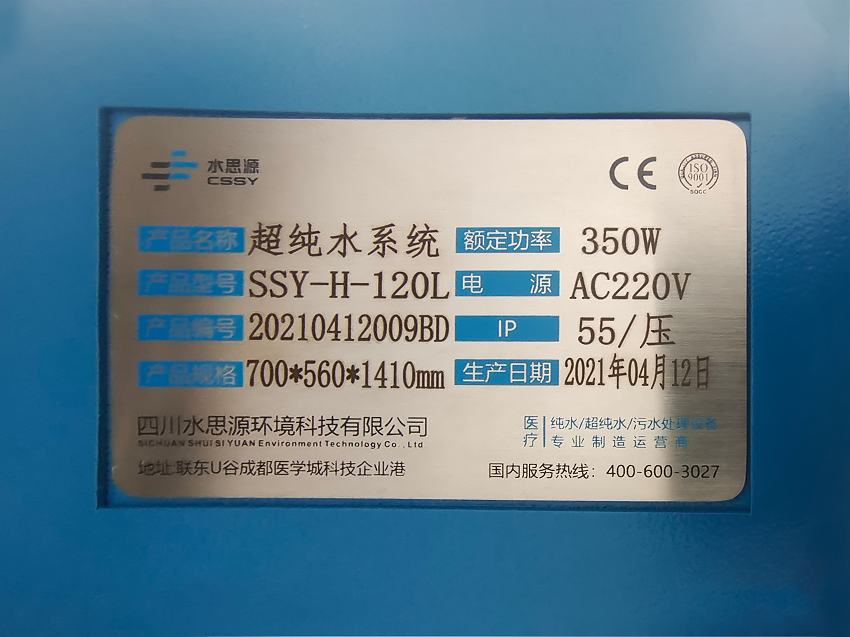 水思源
CSSY
CE
ISO
9001
SGCC
产品名称 超纯水系统 额定功率 350W
产品型号 SSY-H-120L 电 源 AC220V
产品编号 20210412009BD IP 55/压
产品规格 700*560*1410mm 生产日期 2021年04月12日
四川水思源环境科技有限公司
SICHUAN SHUI SI YUAN Environment Technology Co., Ltd
医疗 纯水/超纯水/污水处理设备
专业制造运营商
地址:联东U谷成都医学城科技企业港
国内服务热线：400-600-3027